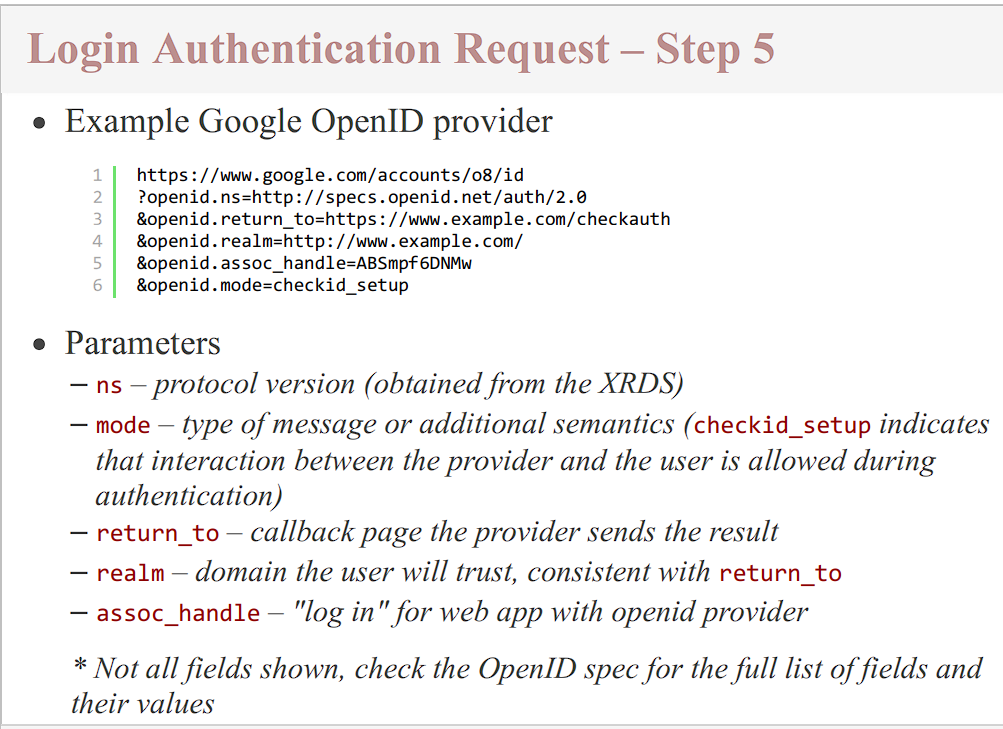 Login Authentication Request – Step 5
• Example Google OpenID provider
1 https://www.google.com/accounts/o8/id
2 ?openid.ns=http://specs.openid.net/auth/2.0
3 &openid.return_to=https://www.example.com/checkauth
4 &openid.realm=http://www.example.com/
5 &openid.assoc_handle=ABSmpf6DNMw
6 &openid.mode=checkid_setup
• Parameters
– ns – protocol version (obtained from the XRDS)
– mode – type of message or additional semantics (checkid_setup indicates
that interaction between the provider and the user is allowed during
authentication)
– return_to – callback page the provider sends the result
– realm – domain the user will trust, consistent with return_to
– assoc_handle – "log in" for web app with openid provider
* Not all fields shown, check the OpenID spec for the full list of fields and
their values